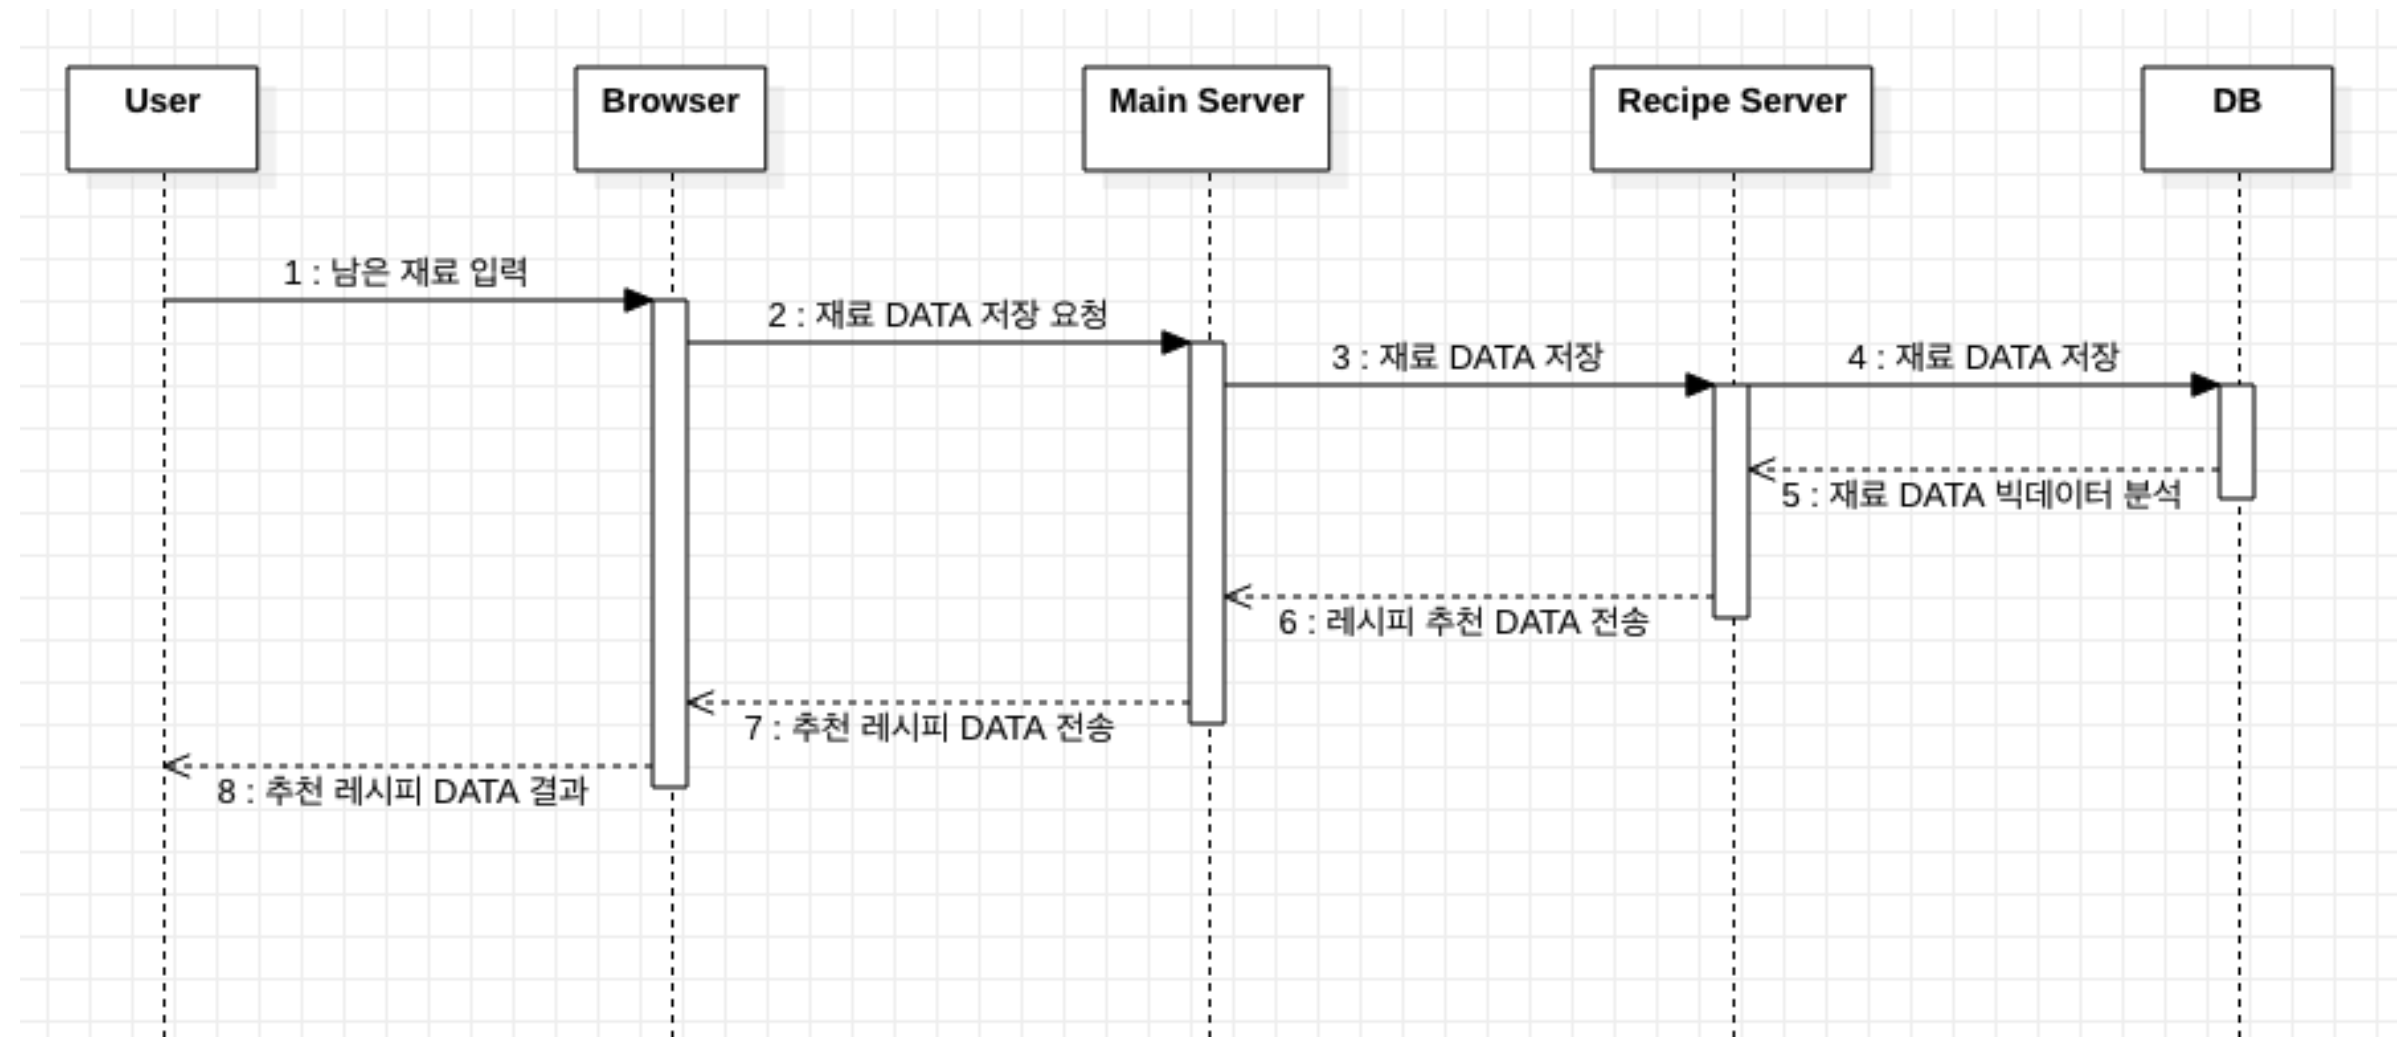 User
Browser
Main Server
Recipe Server
DB
1 : 남은 재료 입력
2 : 재료 DATA 저장 요청
3 : 재료 DATA 저장
4 : 재료 DATA 저장
5 : 재료 DATA 빅데이터 분석
6 : 레시피 추천 DATA 전송
7 : 추천 레시피 DATA 전송
8 : 추천 레시피 DATA 결과